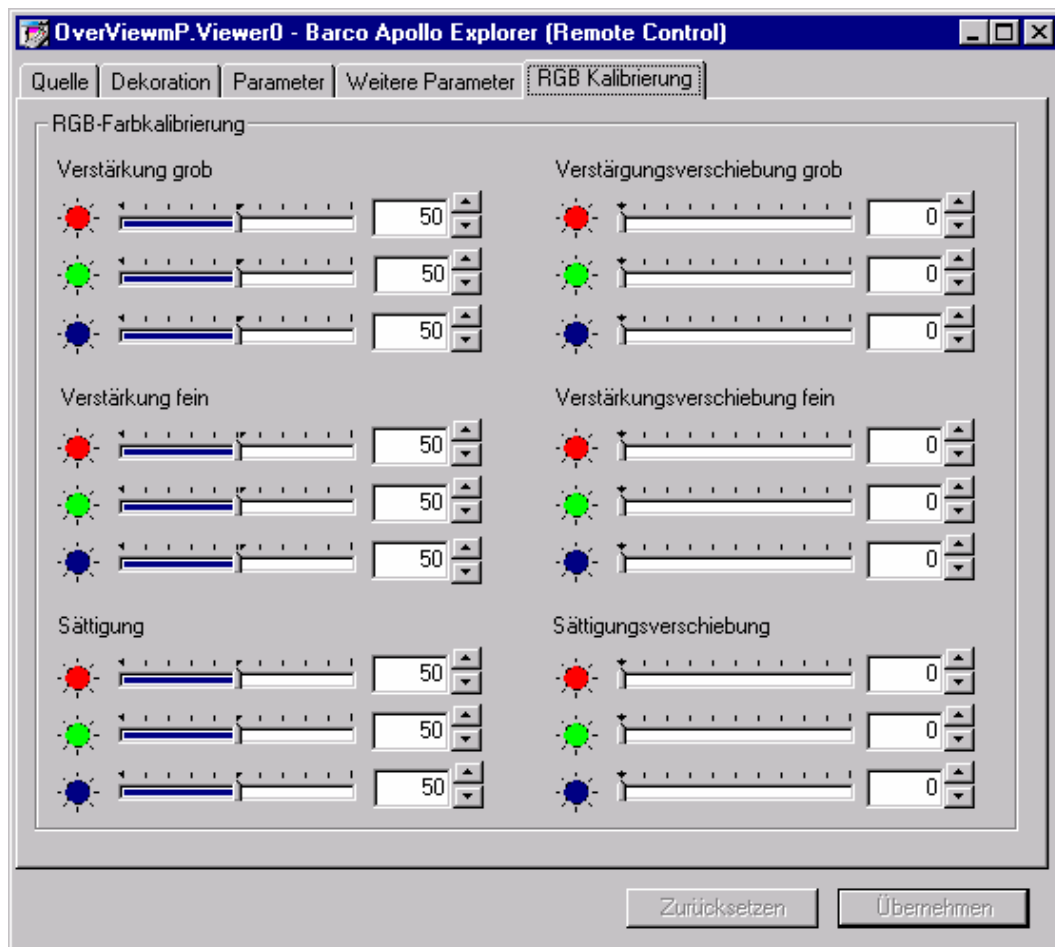 OverViewmP.Viewer0 - Barco Apollo Explorer (Remote Control)
Quelle Dekoration Parameter Weitere Parameter RGB Kalibrierung
RGB-Farbkalibrierung
Verstärkung grob
50
50
50
Verstärgungsverschiebung grob
0
0
0
Verstärkung fein
50
50
50
Verstärkungsverschiebung fein
0
0
0
Sättigung
50
50
50
Sättigungsverschiebung
0
0
0
Zurücksetzen Übernehmen